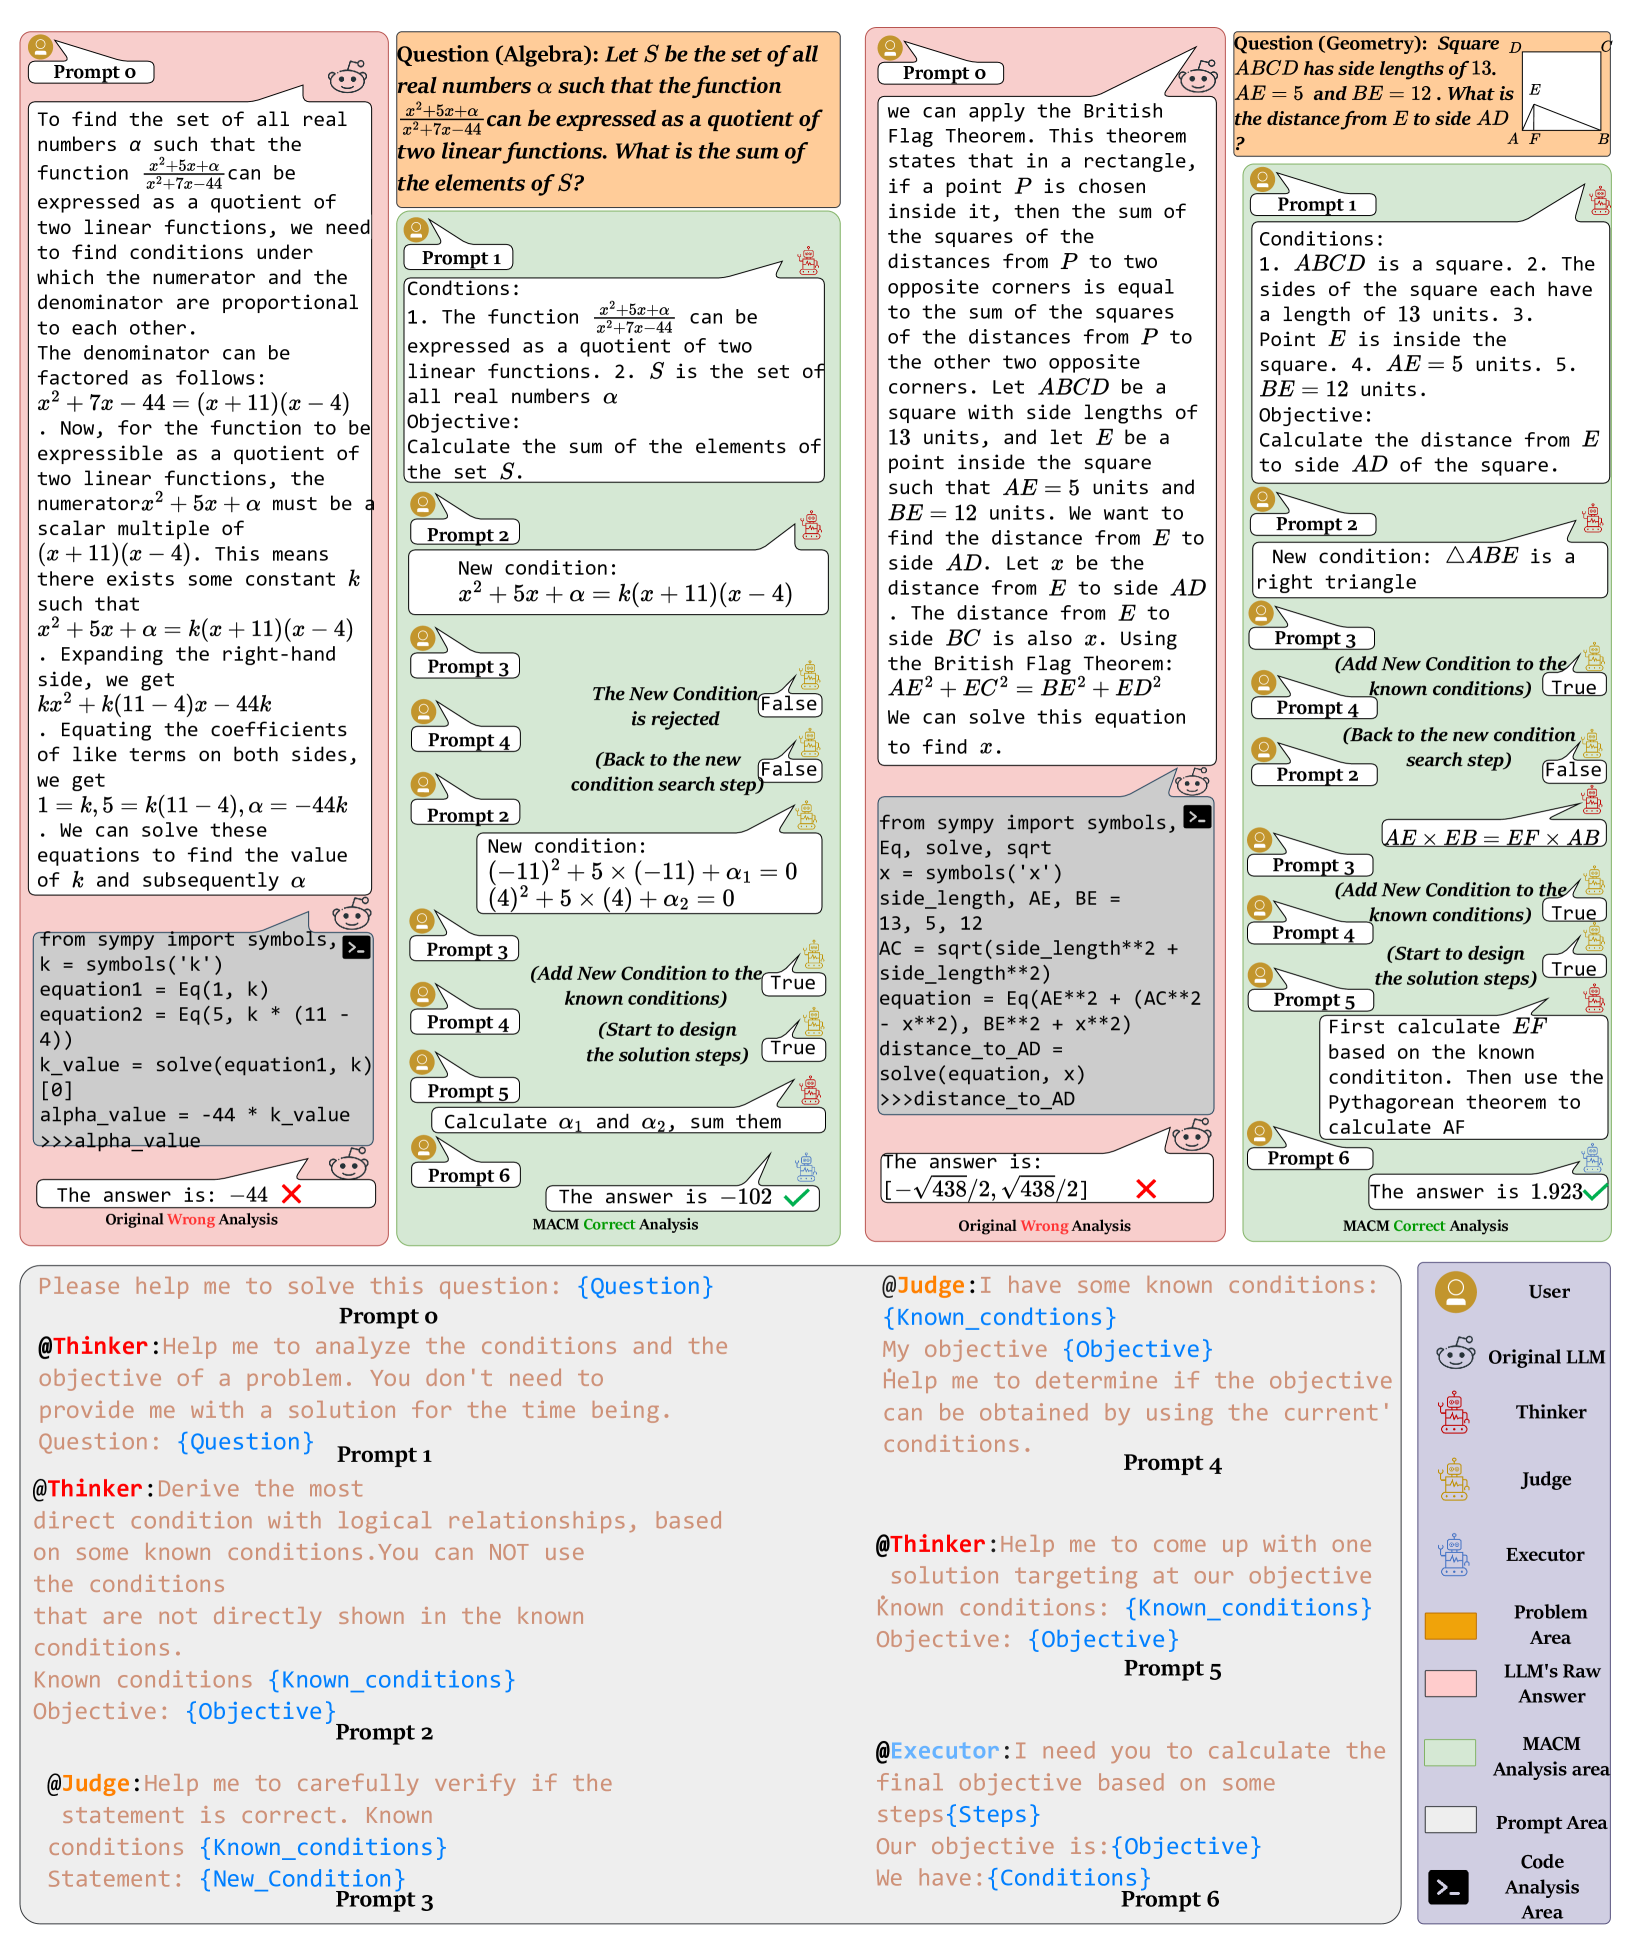 Prompt 0
To find the set of all real
numbers α such that the
function \frac{x^2+5x+α}{x^2+7x−44} can be
expressed as a quotient of
two linear functions, we need
to find conditions under
which the numerator and the
denominator are proportional
to each other.
The denominator can be
factored as follows:
x² + 7x − 44 = (x + 11)(x − 4)
. Now, for the function to be
expressible as a quotient of
two linear functions, the
numerator x² + 5x + α must be a
scalar multiple of
(x + 11)(x − 4). This means
there exists some constant k
such that
x² + 5x + α = k(x + 11)(x − 4)
. Expanding the right-hand
side, we get
kx² + k(11 − 4)x − 44k
. Equating the coefficients
of like terms on both sides,
we get
1 = k, 5 = k(11 − 4), α = −44k
. We can solve these
equations to find the value
of k and subsequently α
from sympy import symbols,
k = symbols('k')
equation1 = Eq(1, k)
equation2 = Eq(5, k * (11 -
4))
k_value = solve(equation1, k)
[0]
alpha_value = -44 * k_value
>>>alpha_value
The answer is: −44
Original Wrong Analysis
Question (Algebra): Let S be the set of all
real numbers α such that the function
\frac{x^2+5x+α}{x^2+7x−44} can be expressed as a quotient of
two linear functions. What is the sum of
the elements of S?
Prompt 1
Condtions:
1. The function \frac{x^2+5x+α}{x^2+7x−44} can be
expressed as a quotient of two
linear functions. 2. S is the set of
all real numbers α
Objective:
Calculate the sum of the elements of
the set S.
Prompt 2
New condition:
x² + 5x + α = k(x + 11)(x − 4)
Prompt 3
The New Condition
is rejected
False
Prompt 4
(Back to the new
condition search step)
False
Prompt 2
New condition:
(−11)² + 5 × (−11) + α₁ = 0
(4)² + 5 × (4) + α₂ = 0
Prompt 3
(Add New Condition to the
known conditions)
True
Prompt 4
(Start to design
the solution steps)
True
Prompt 5
Calculate α₁ and α₂, sum them
Prompt 6
The answer is −102
MACM Correct Analysis
Prompt 0
we can apply the British
Flag Theorem. This theorem
states that in a rectangle,
if a point P is chosen
inside it, then the sum of
the squares of the
distances from P to two
opposite corners is equal
to the sum of the squares
of the distances from P to
the other two opposite
corners. Let ABCD be a
square with side lengths of
13 units, and let E be a
point inside the square
such that AE = 5 units and
BE = 12 units. We want to
find the distance from E to
side AD. Let x be the
distance from E to side AD
. The distance from E to
side BC is also x. Using
the British Flag Theorem:
AE² + EC² = BE² + ED²
We can solve this equation
to find x.
from sympy import symbols,
Eq, solve, sqrt
x = symbols('x')
side_length, AE, BE =
13, 5, 12
AC = sqrt(side_length**2 +
side_length**2)
equation = Eq(AE**2 + (AC**2
- x**2), BE**2 + x**2)
distance_to_AD =
solve(equation, x)
>>>distance_to_AD
The answer is:
[−√438/2, √438/2]
Original Wrong Analysis
Question (Geometry): Square
ABCD has side lengths of 13.
AE = 5 and BE = 12 . What is
the distance from E to side AD
?
D
C
E
A
F
B
Prompt 1
Conditions:
1. ABCD is a square. 2. The
sides of the square each have
a length of 13 units. 3.
Point E is inside the
square. 4. AE = 5 units. 5.
BE = 12 units.
Objective:
Calculate the distance from E
to side AD of the square.
Prompt 2
New condition: △ABE is a
right triangle
Prompt 3
(Add New Condition to the
known conditions)
True
Prompt 4
(Back to the new condition
search step)
False
Prompt 2
AE × EB = EF × AB
Prompt 3
(Add New Condition to the
known conditions)
True
Prompt 4
(Start to design
the solution steps)
True
Prompt 5
First calculate EF
based on the known
condititon. Then use the
Pythagorean theorem to
calculate AF
Prompt 6
The answer is 1.923
MACM Correct Analysis
Please help me to solve this question: {Question}
Prompt 0
@Thinker:Help me to analyze the conditions and the
objective of a problem. You don't need to
provide me with a solution for the time being.
Question: {Question}
Prompt 1
@Thinker:Derive the most
direct condition with logical relationships, based
on some known conditions.You can NOT use
the conditions
that are not directly shown in the known
conditions.
Known conditions {Known_conditions}
Objective: {Objective}
Prompt 2
@Judge:Help me to carefully verify if the
statement is correct. Known
conditions {Known_conditions}
Statement: {New_Condition}
Prompt 3
@Judge:I have some known conditions:
{Known_condtions}
My objective {Objective}
.
Help me to determine if the objective
can be obtained by using the current'
conditions.
Prompt 4
@Thinker:Help me to come up with one
solution targeting at our objective
.
Known conditions: {Known_conditions}
Objective: {Objective}
Prompt 5
@Executor:I need you to calculate the
final objective based on some
steps{Steps}
Our objective is:{Objective}
We have:{Conditions}
Prompt 6
User
Original LLM
Thinker
Judge
Executor
Problem
Area
LLM's Raw
Answer
MACM
Analysis area
Prompt Area
Code
Analysis
Area